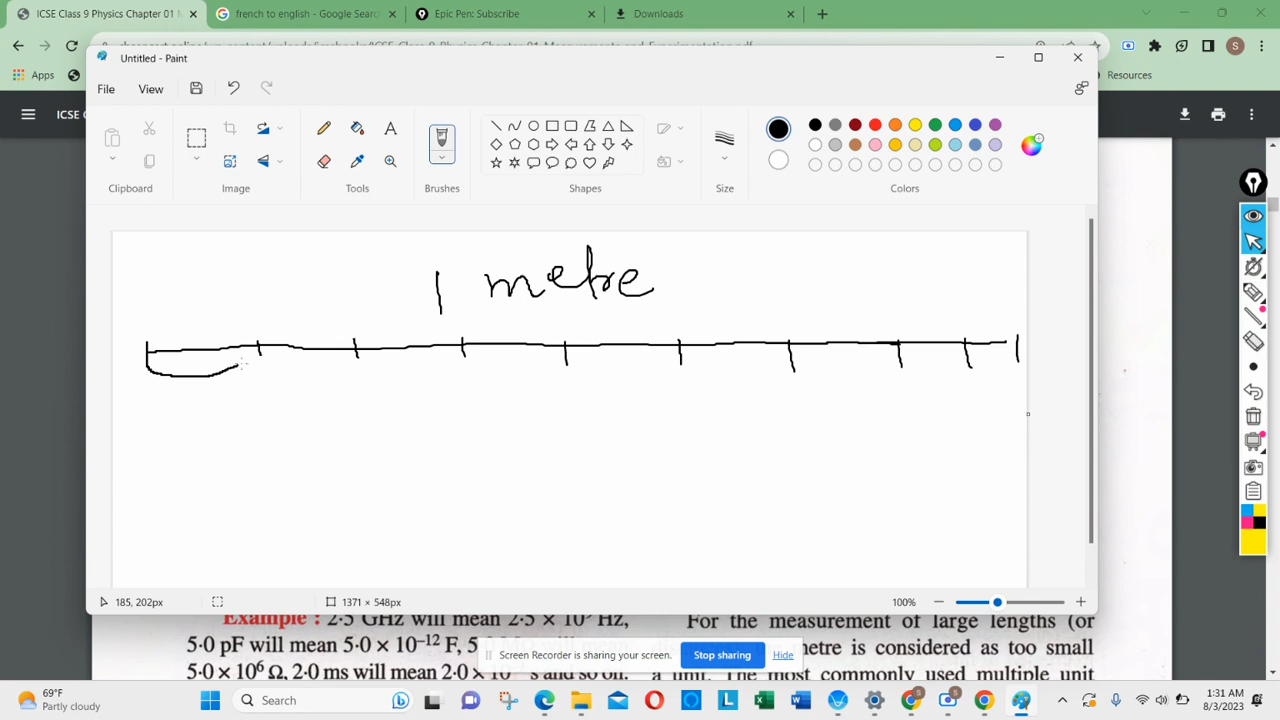 ICSE Class 9 Physics Chapter 01 M
french to english - Google Searc
Epic Pen: Subscribe
Downloads
Apps
Resources
ICSE C
Untitled - Paint
File
View
Clipboard
Image
Tools
Brushes
Shapes
Size
Colors
1 metre
185, 202px
1371 × 548px
100%
Example : 2·5 GHz will mean 2·5 × 10⁹ Hz,
5·0 pF will mean 5·0 × 10⁻¹² F, 5·0
5·0 × 10⁶ Ω, 2·0 ms will mean 2·0 × and so on.
For the measurement of large lengths (or
metre is considered as too small
a unit. The most commonly used multiple unit
Screen Recorder is sharing your screen.
Stop sharing
Hide
69°F
Partly cloudy
Search
1:31 AM
8/3/2023